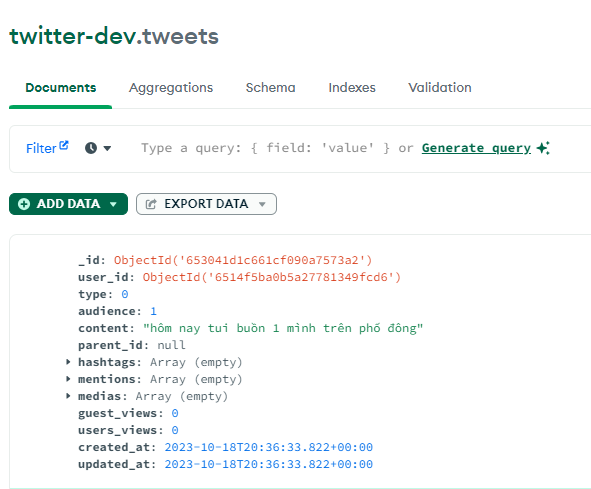 twitter-dev.tweets
Documents Aggregations Schema Indexes Validation
Filter Type a query: { field: 'value' } or Generate query
ADD DATA EXPORT DATA
_id: ObjectId('653041d1c661cf090a7573a2')
user_id: ObjectId('6514f5ba0b5a27781349fcd6')
type: 0
audience: 1
content: "hôm nay tui buồn 1 mình trên phố đông"
parent_id: null
hashtags: Array (empty)
mentions: Array (empty)
medias: Array (empty)
guest_views: 0
users_views: 0
created_at: 2023-10-18T20:36:33.822+00:00
updated_at: 2023-10-18T20:36:33.822+00:00